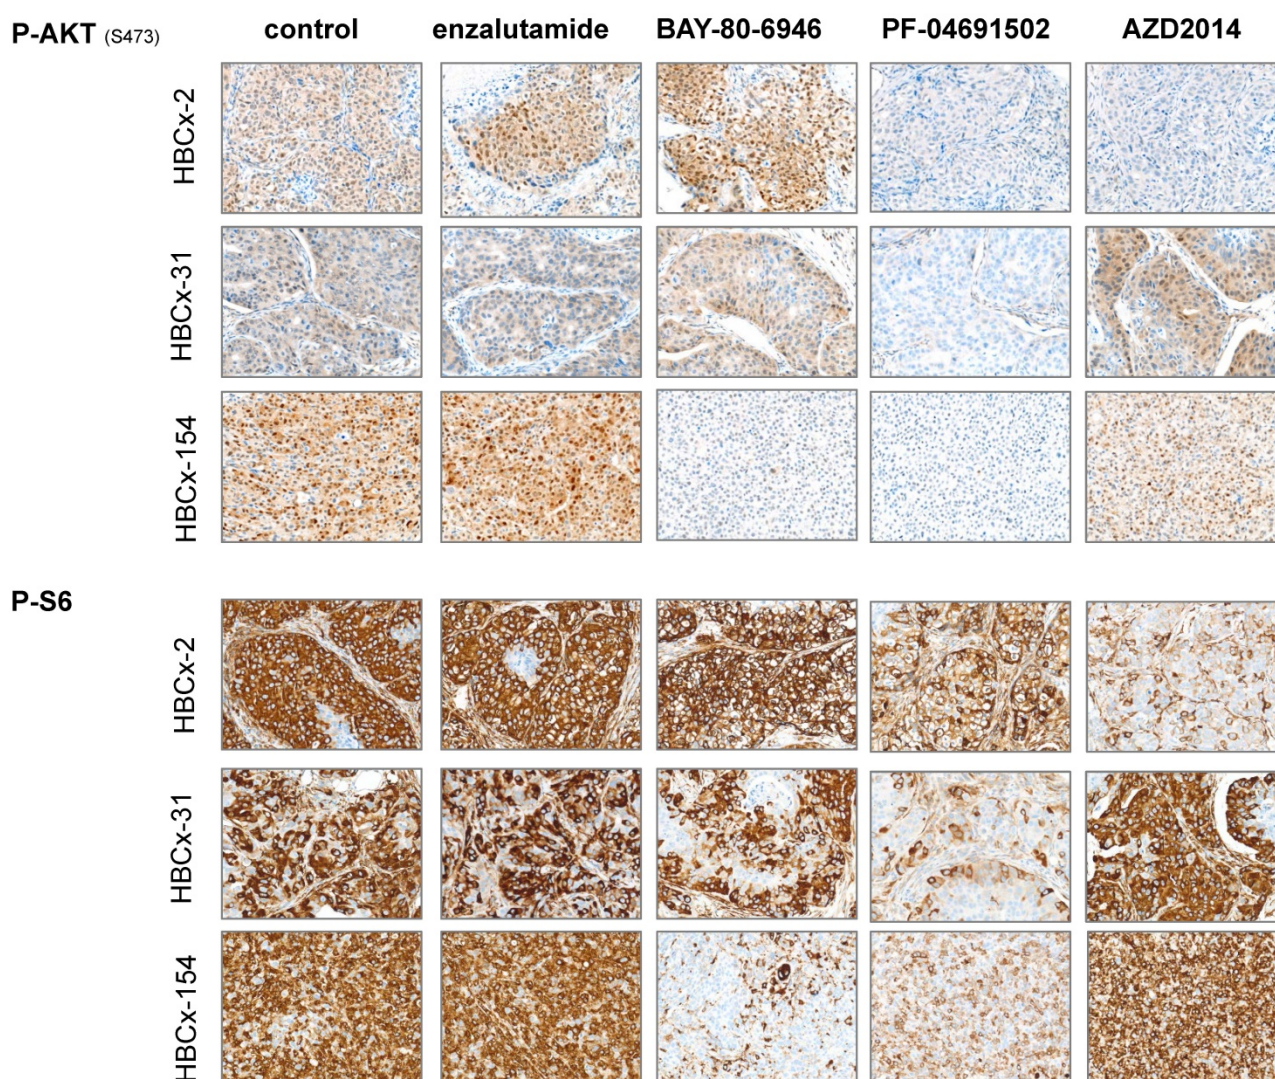 P-AKT (S473) control enzalutamide BAY-80-6946 PF-04691502 AZD2014
HBCx-2
HBCx-31
HBCx-154
P-S6
HBCx-2
HBCx-31
HBCx-154